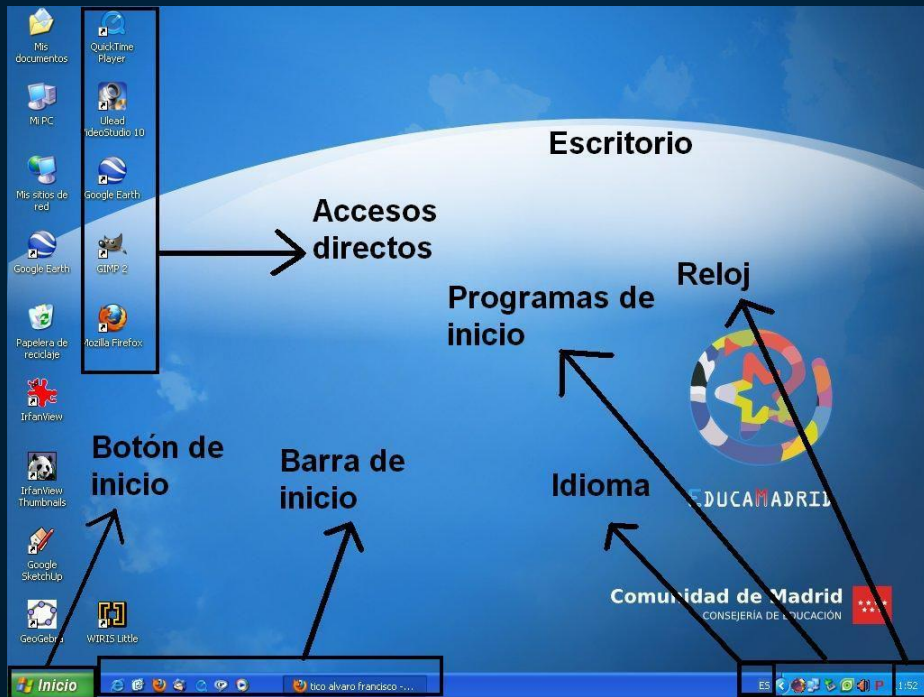 Mis
documentos
QuickTime
Player
Mi PC
Ulead
VideoStudio 10
Mis sitios de
red
Google Earth
Google Earth
GIMP 2
Papelera de
reciclaje
Mozilla Firefox
IrfanView
IrfanView
Thumbnails
Google
SketchUp
GeoGebra
WIRIS Little
Escritorio
Accesos
directos
Reloj
Programas de
inicio
Botón de
inicio
Barra de
inicio
Idioma
EDUCAMADRID
Comunidad de Madrid
CONSEJERÍA DE EDUCACIÓN
Inicio
tico alvaro francisco -...
ES
P
11:52